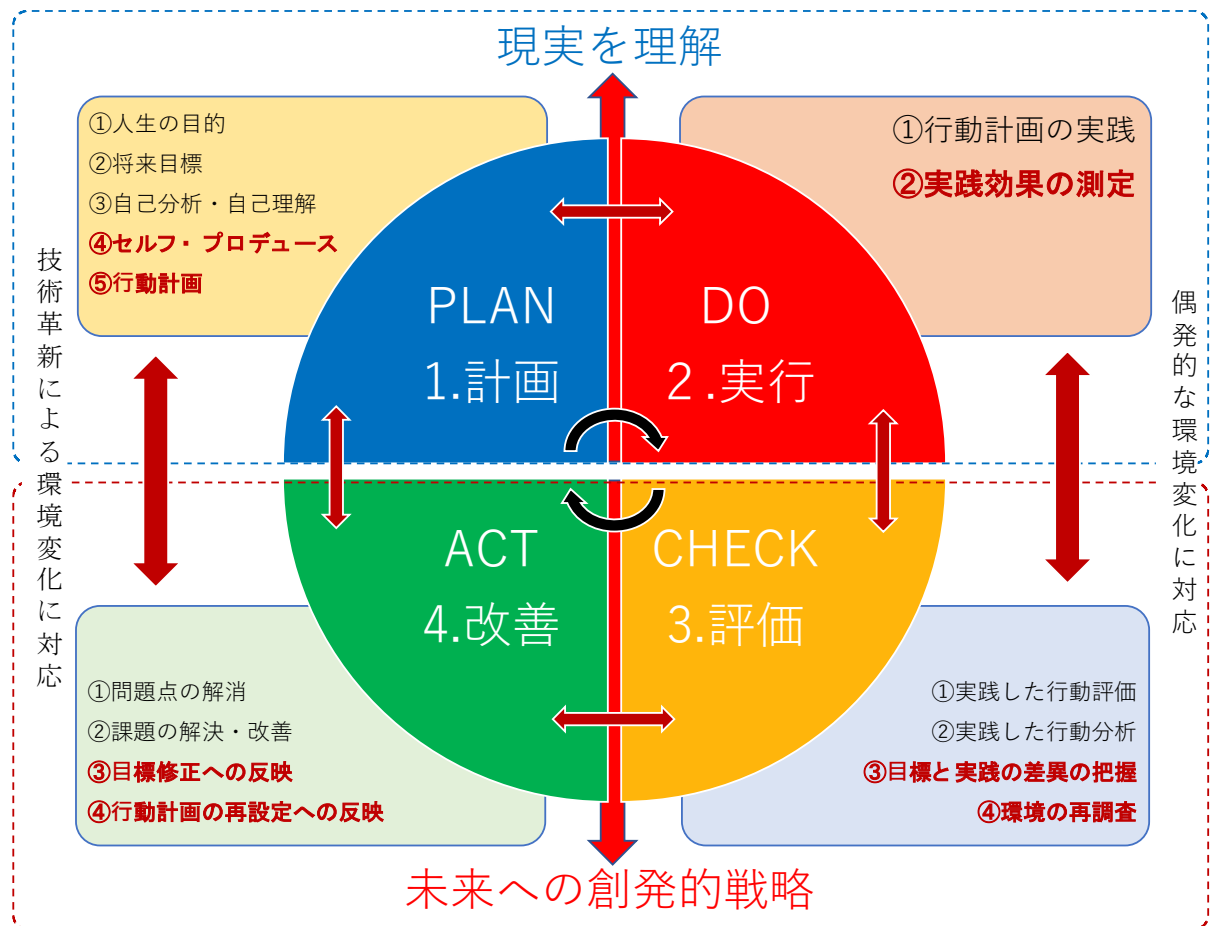 現実を理解
①人生の目的
②将来目標
③自己分析・自己理解
④セルフ・プロデュース
⑤行動計画
①行動計画の実践
②実践効果の測定
PLAN
1.計画
DO
2.実行
技術革新による環境変化に対応
偶発的な環境変化に対応
ACT
4.改善
CHECK
3.評価
①問題点の解消
②課題の解決・改善
③目標修正への反映
④行動計画の再設定への反映
①実践した行動評価
②実践した行動分析
③目標と実践の差異の把握
④環境の再調査
未来への創発的戦略